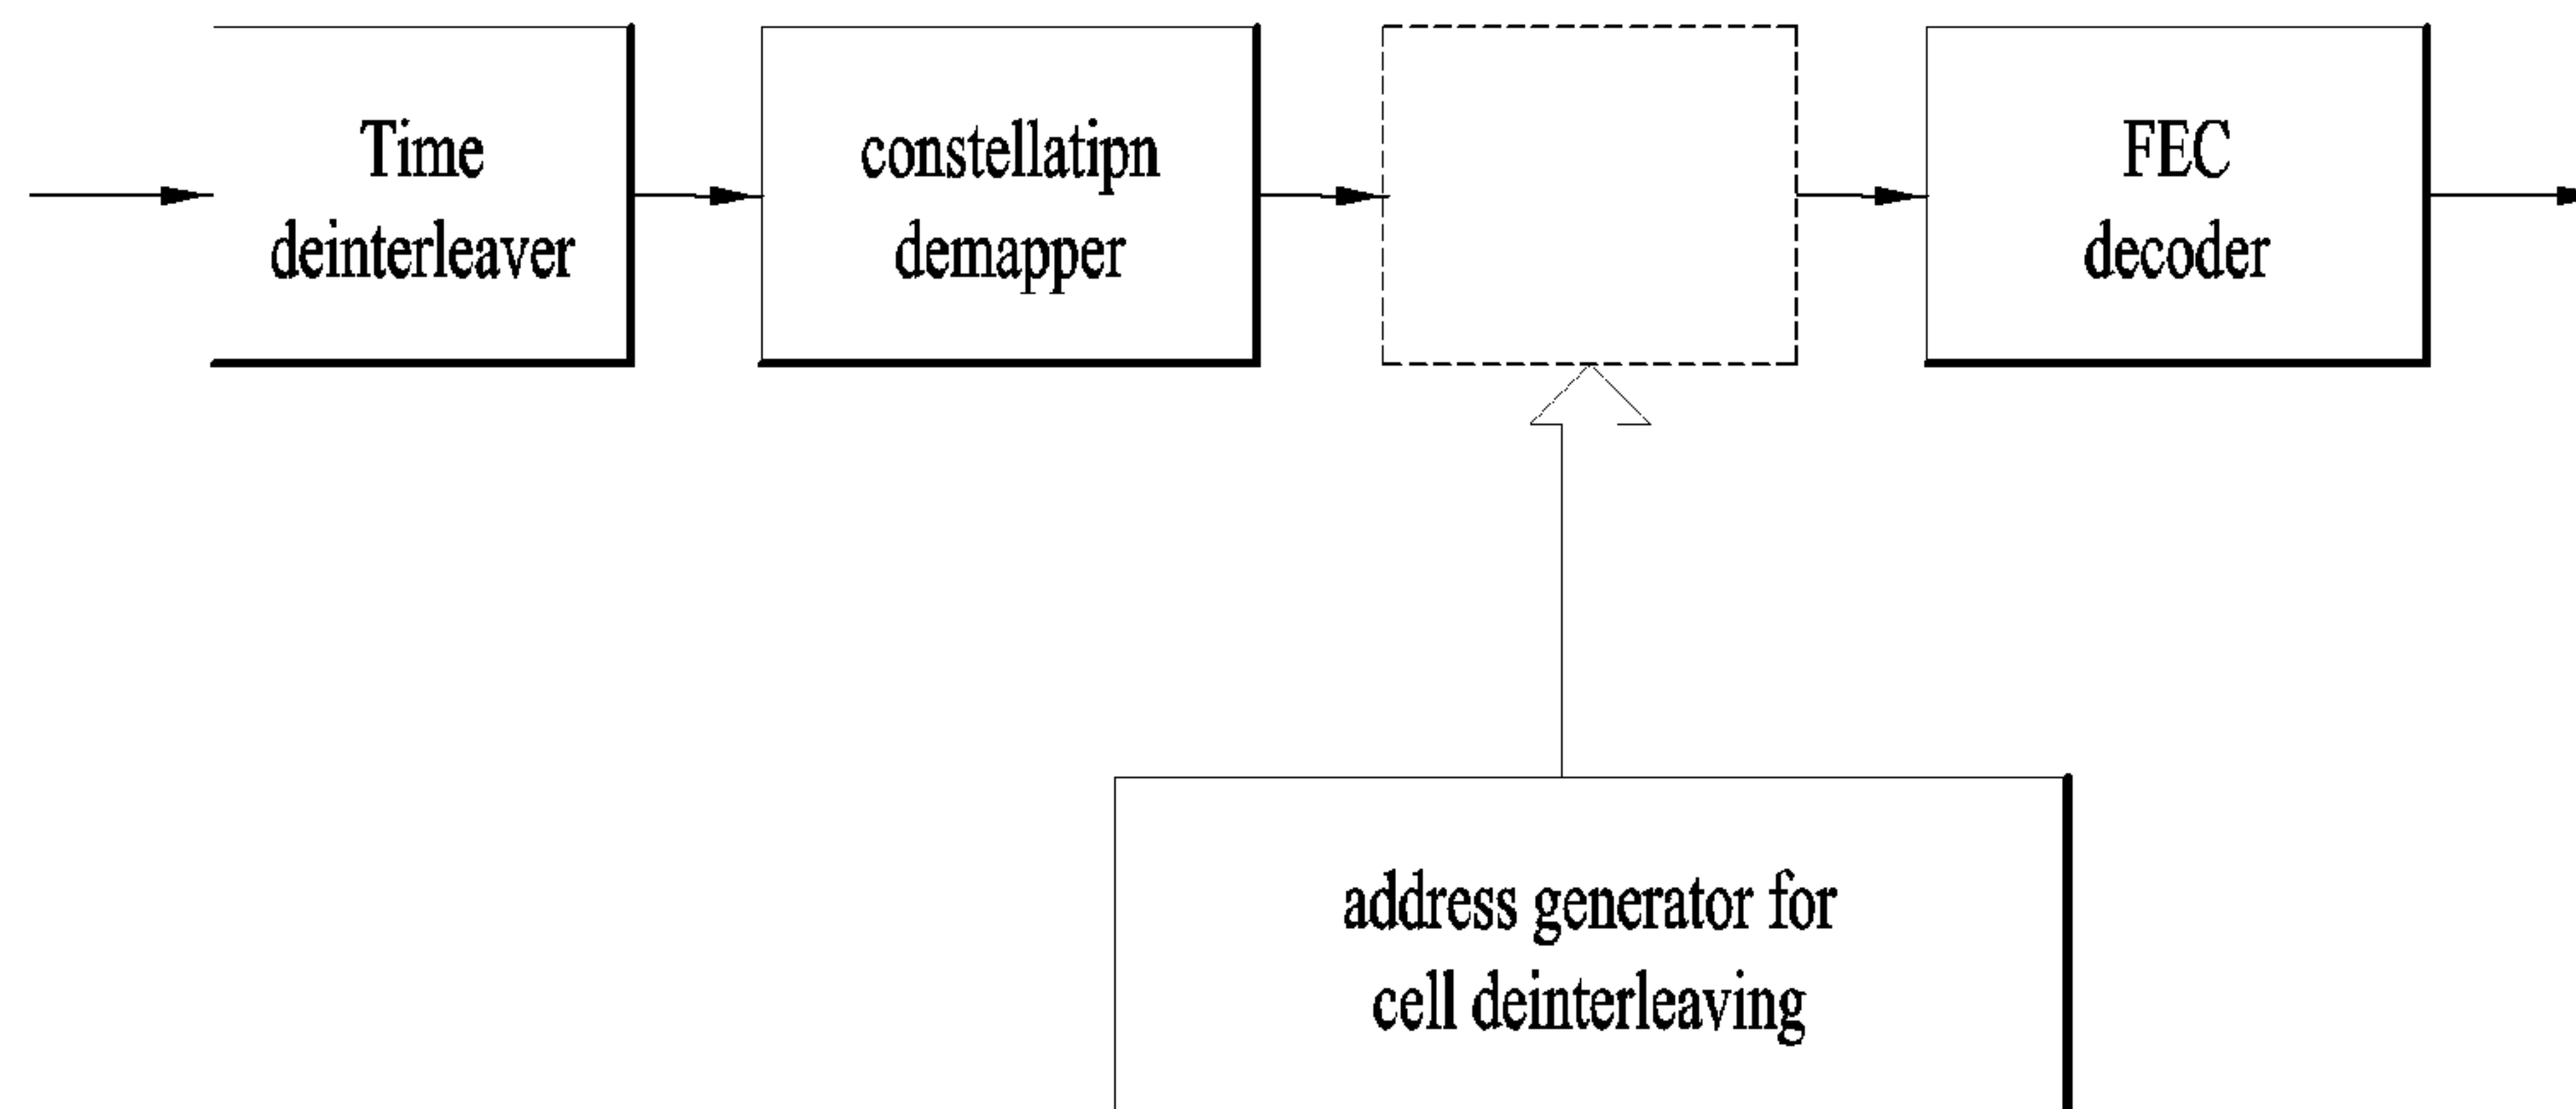 Time
deinterleaver
constellatipn
demapper
FEC
decoder
address generator for
cell deinterleaving